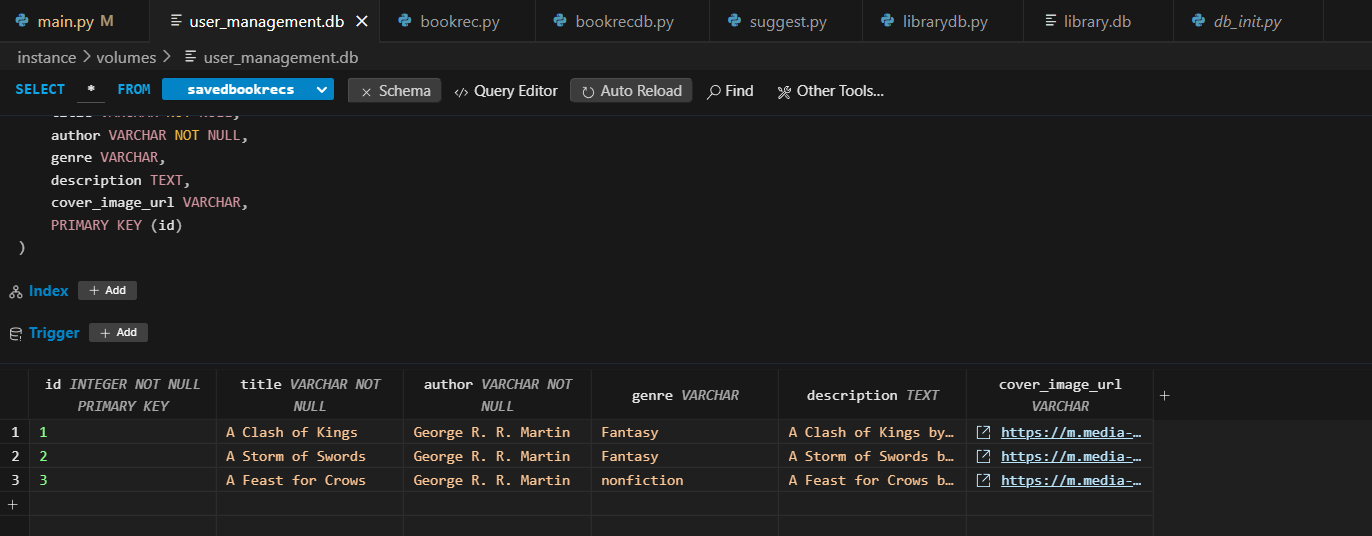 main.py M user_management.db bookrec.py bookrecdb.py suggest.py librarydb.py library.db db_init.py
instance > volumes > user_management.db
SELECT * FROM savedbookrecs Schema Query Editor Auto Reload Find Other Tools...
title VARCHAR NOT NULL,
author VARCHAR NOT NULL,
genre VARCHAR,
description TEXT,
cover_image_url VARCHAR,
PRIMARY KEY (id)
)
Index + Add
Trigger + Add
id INTEGER NOT NULL PRIMARY KEY title VARCHAR NOT NULL author VARCHAR NOT NULL genre VARCHAR description TEXT cover_image_url VARCHAR +
1 1 A Clash of Kings George R. R. Martin Fantasy A Clash of Kings by… https://m.media-…
2 2 A Storm of Swords George R. R. Martin Fantasy A Storm of Swords b… https://m.media-…
3 3 A Feast for Crows George R. R. Martin nonfiction A Feast for Crows b… https://m.media-…
+